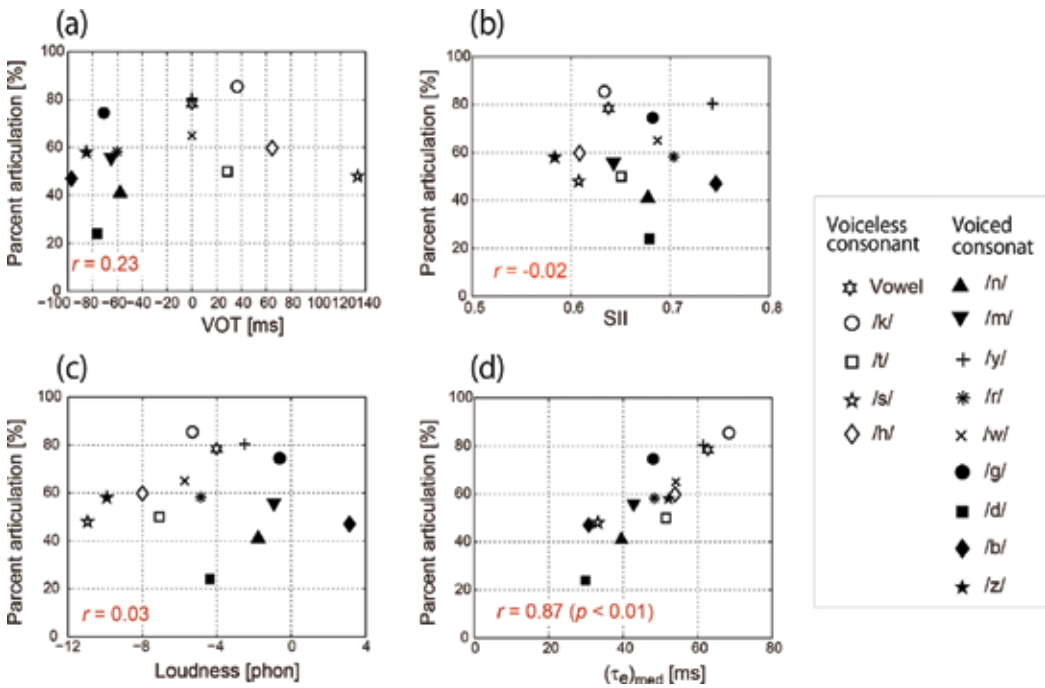 (a)
Parcent articulation [%]
100
80
60
40
20
0
r = 0.23
−100 −80 −60 −40 −20 0 20 40 60 80 100 120 140
VOT [ms]
(b)
Parcent articulation [%]
100
80
60
40
20
0
r = -0.02
0.5 0.6 0.7 0.8
SII
(c)
Parcent articulation [%]
100
80
60
40
20
0
r = 0.03
−12 −8 −4 0 4
Loudness [phon]
(d)
Parcent articulation [%]
100
80
60
40
20
0
r = 0.87 (p < 0.01)
0 20 40 60 80
(τe)med [ms]
Voiceless
consonant
Vowel
/k/
/t/
/s/
/h/
Voiced
consonat
/n/
/m/
/y/
/r/
/w/
/g/
/d/
/b/
/z/